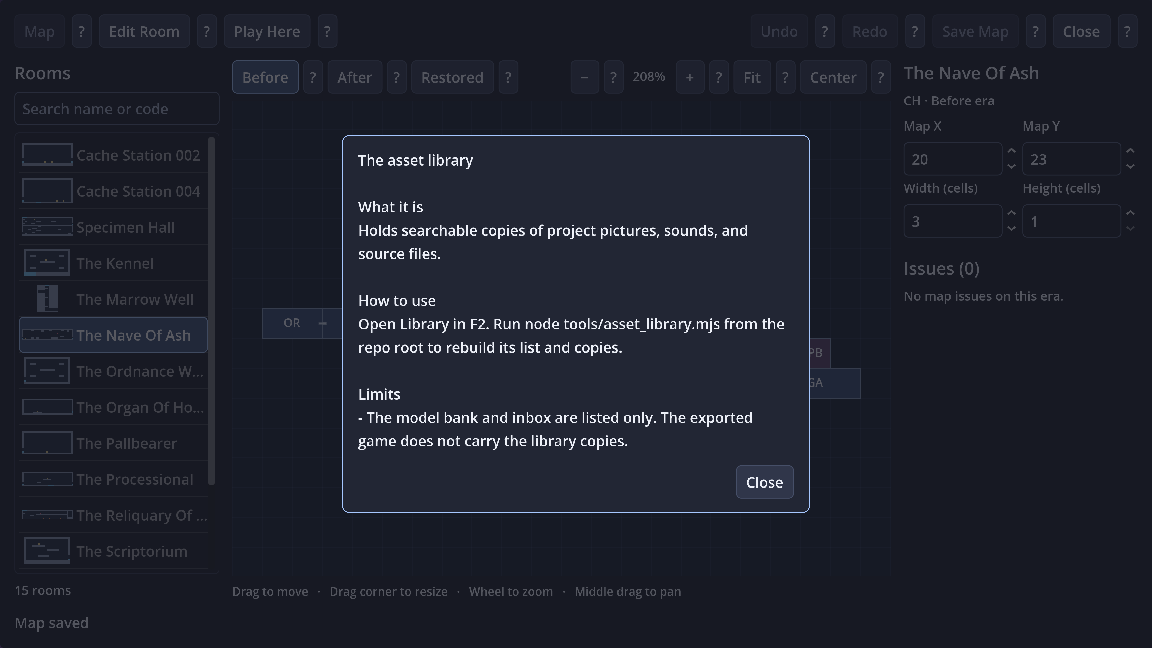 Map ? Edit Room ? Play Here ? Undo ? Redo ? Save Map ? Close ?
Rooms
Search name or code
Cache Station 002
Cache Station 004
Specimen Hall
The Kennel
The Marrow Well
The Nave Of Ash
The Ordnance W...
The Organ Of Ho...
The Pallbearer
The Processional
The Reliquary Of ...
The Scriptorium
15 rooms
Map saved
Before ? After ? Restored ? − ? 208% + ? Fit ? Center ?
OR
PB
GA
The asset library
What it is
Holds searchable copies of project pictures, sounds, and
source files.
How to use
Open Library in F2. Run node tools/asset_library.mjs from the
repo root to rebuild its list and copies.
Limits
- The model bank and inbox are listed only. The exported
game does not carry the library copies.
Close
Drag to move · Drag corner to resize · Wheel to zoom · Middle drag to pan
The Nave Of Ash
CH · Before era
Map X Map Y
20 23
Width (cells) Height (cells)
3 1
Issues (0)
No map issues on this era.